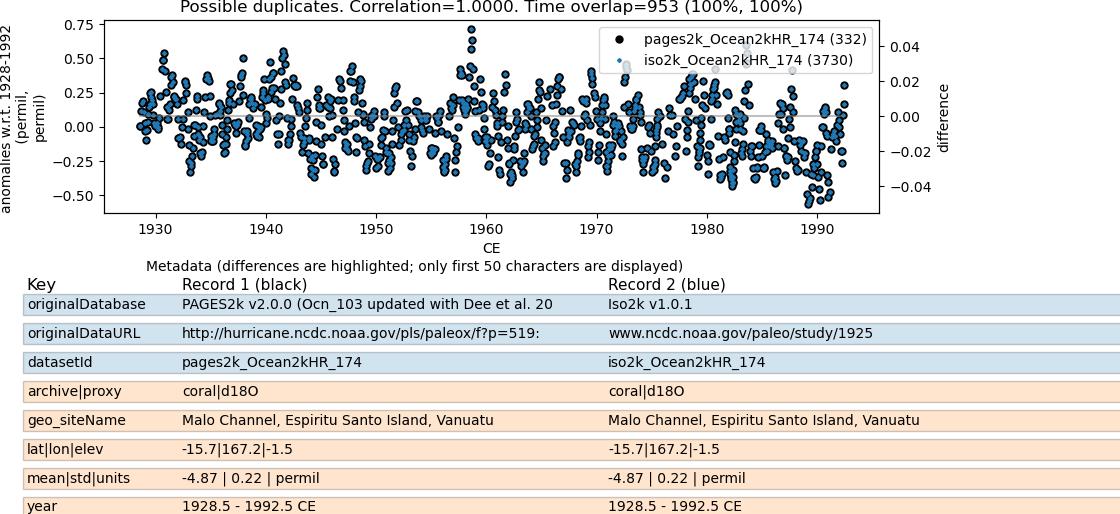 Possible duplicates. Correlation=1.0000. Time overlap=953 (100%, 100%)
anomalies w.r.t. 1928-1992
(permil,
permil)
0.75
0.50
0.25
0.00
−0.25
−0.50
pages2k_Ocean2kHR_174 (332)
iso2k_Ocean2kHR_174 (3730)
0.04
0.02
0.00
−0.02
−0.04
difference
1930 1940 1950 1960 1970 1980 1990
CE
Metadata (differences are highlighted; only first 50 characters are displayed)
Key Record 1 (black) Record 2 (blue)
originalDatabase PAGES2k v2.0.0 (Ocn_103 updated with Dee et al. 20 Iso2k v1.0.1
originalDataURL http://hurricane.ncdc.noaa.gov/pls/paleox/f?p=519: www.ncdc.noaa.gov/paleo/study/1925
datasetId pages2k_Ocean2kHR_174 iso2k_Ocean2kHR_174
archive|proxy coral|d18O coral|d18O
geo_siteName Malo Channel, Espiritu Santo Island, Vanuatu Malo Channel, Espiritu Santo Island, Vanuatu
lat|lon|elev -15.7|167.2|-1.5 -15.7|167.2|-1.5
mean|std|units -4.87 | 0.22 | permil -4.87 | 0.22 | permil
year 1928.5 - 1992.5 CE 1928.5 - 1992.5 CE